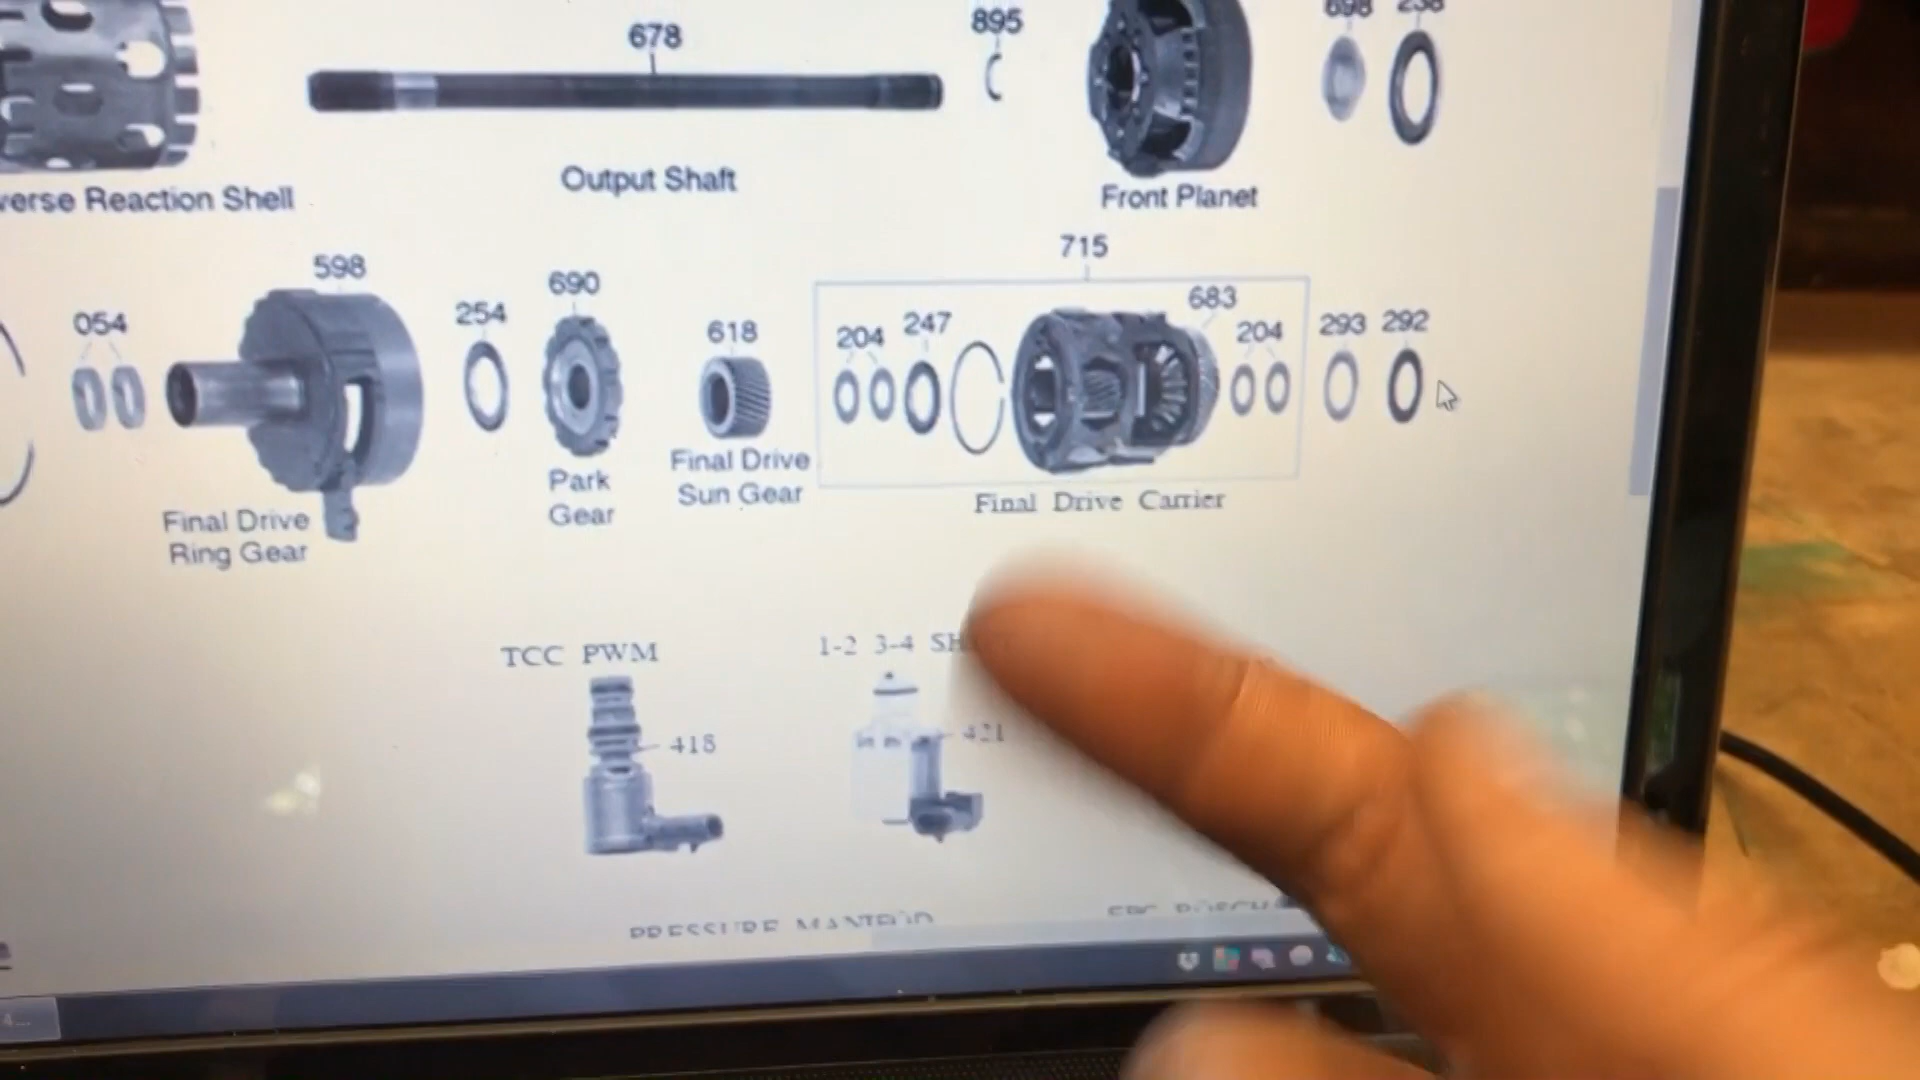 678
895
698 238
verse Reaction Shell
Output Shaft
Front Planet
715
054
598
254
690
618
204
247
683
204
293
292
Final Drive
Ring Gear
Park
Gear
Final Drive
Sun Gear
Final Drive Carrier
TCC PWM
418
1-2 3-4
421
PRESSURE